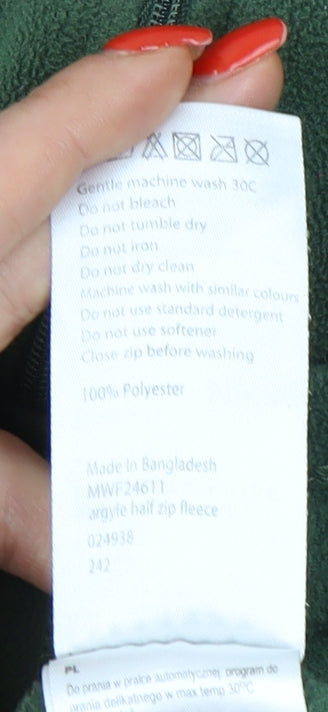 Gentle machine wash 30C
Do not bleach
Do not tumble dry
Do not iron
Do not dry clean
Machine wash with similar colours
Do not use standard detergent
Do not use softener
Close zip before washing
100% Polyester
Made In Bangladesh
MWF24611
argyle half zip fleece
024938
242
PL
Do prania w pralce automatycznej, program do
prania delikatnego w max temp 30°C